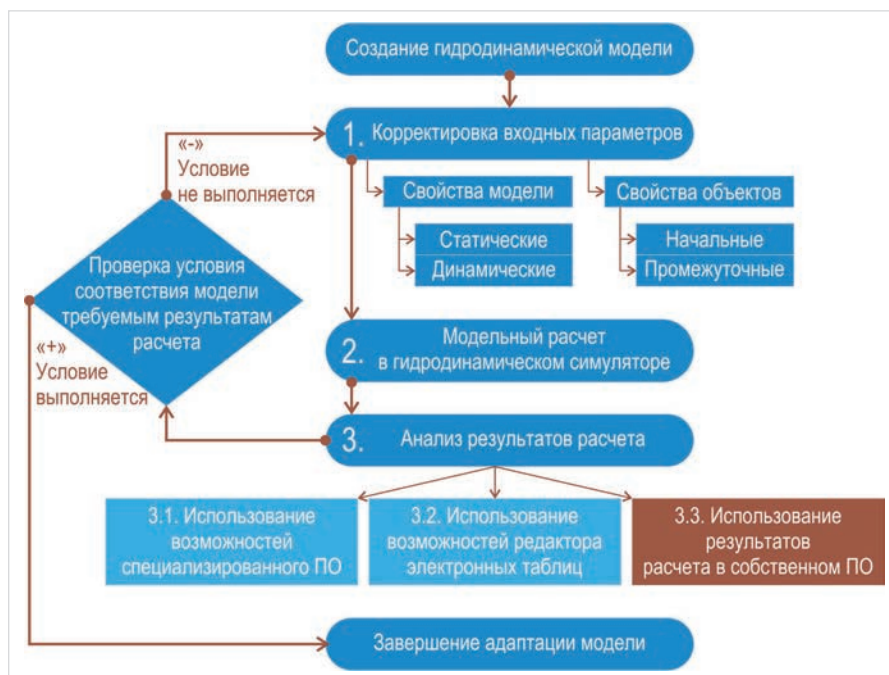 Создание гидродинамической модели
1. Корректировка входных параметров
«-»
Условие
не выполняется
Свойства модели
Статические
Динамические
Свойства объектов
Начальные
Промежуточные
Проверка условия
соответствия модели
требуемым результатам
расчета
«+»
Условие
выполняется
2. Модельный расчет
в гидродинамическом симуляторе
3. Анализ результатов расчета
3.1. Использование
возможностей
специализированного ПО
3.2. Использование
возможностей редактора
электронных таблиц
3.3. Использование
результатов
расчета в собственном ПО
Завершение адаптации модели